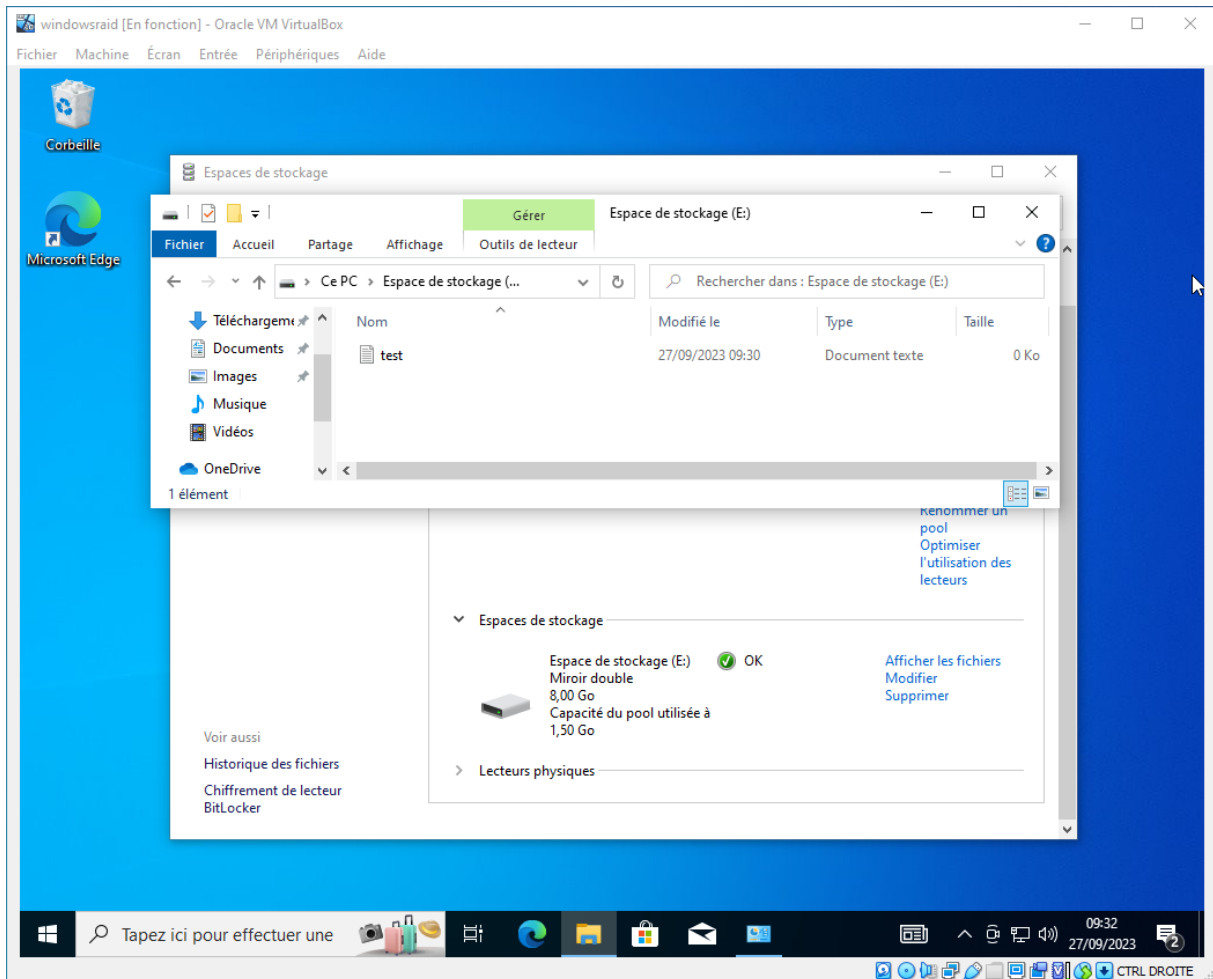 windowsraid [En fonction] - Oracle VM VirtualBox
Fichier Machine Écran Entrée Périphériques Aide
Corbeille
Microsoft Edge
Espaces de stockage
Gérer Espace de stockage (E:)
Fichier Accueil Partage Affichage Outils de lecteur
Ce PC Espace de stockage (...
Rechercher dans : Espace de stockage (E:)
Nom Modifié le Type Taille
test 27/09/2023 09:30 Document texte 0 Ko
Téléchargeme
Documents
Images
Musique
Vidéos
OneDrive
1 élément
Renommer un
pool
Optimiser
l'utilisation des
lecteurs
Espaces de stockage
Espace de stockage (E:) OK
Miroir double
8,00 Go
Capacité du pool utilisée à
1,50 Go
Afficher les fichiers
Modifier
Supprimer
Lecteurs physiques
Voir aussi
Historique des fichiers
Chiffrement de lecteur
BitLocker
Tapez ici pour effectuer une
09:32
27/09/2023
2
CTRL DROITE